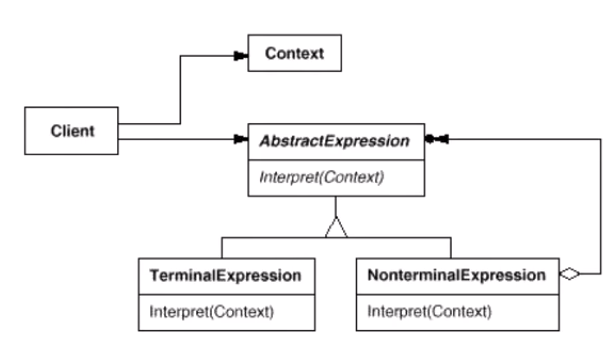 Context
Client
AbstractExpression
Interpret(Context)
TerminalExpression
Interpret(Context)
NonterminalExpression
Interpret(Context)